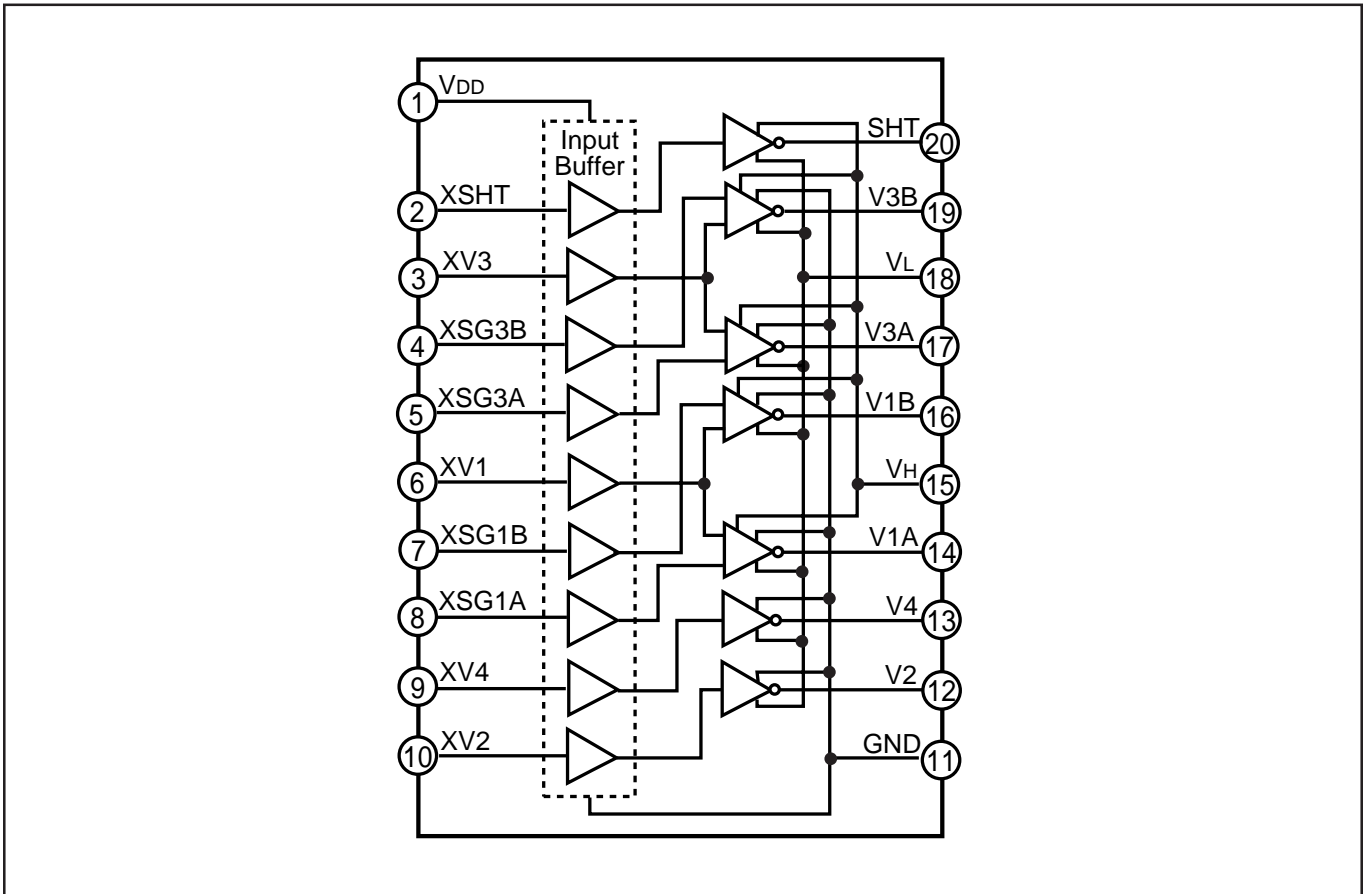 1 VDD
Input
Buffer
SHT 20
2 XSHT
V3B 19
3 XV3
VL 18
4 XSG3B
V3A 17
5 XSG3A
V1B 16
6 XV1
VH 15
7 XSG1B
V1A 14
8 XSG1A
V4 13
9 XV4
V2 12
10 XV2
GND 11